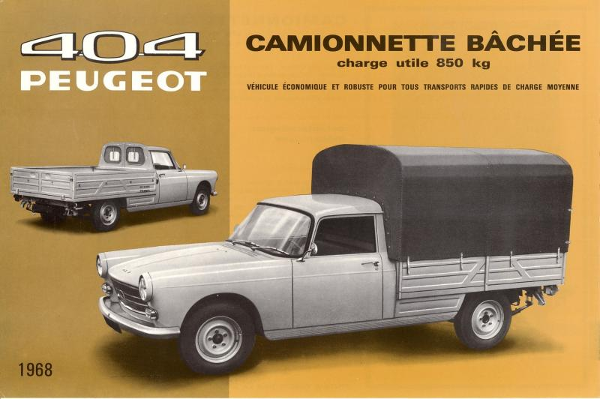 404
PEUGEOT
CAMIONNETTE BÂCHÉE
charge utile 850 kg
VÉHICULE ÉCONOMIQUE ET ROBUSTE POUR TOUS TRANSPORTS RAPIDES DE CHARGE MOYENNE
1968